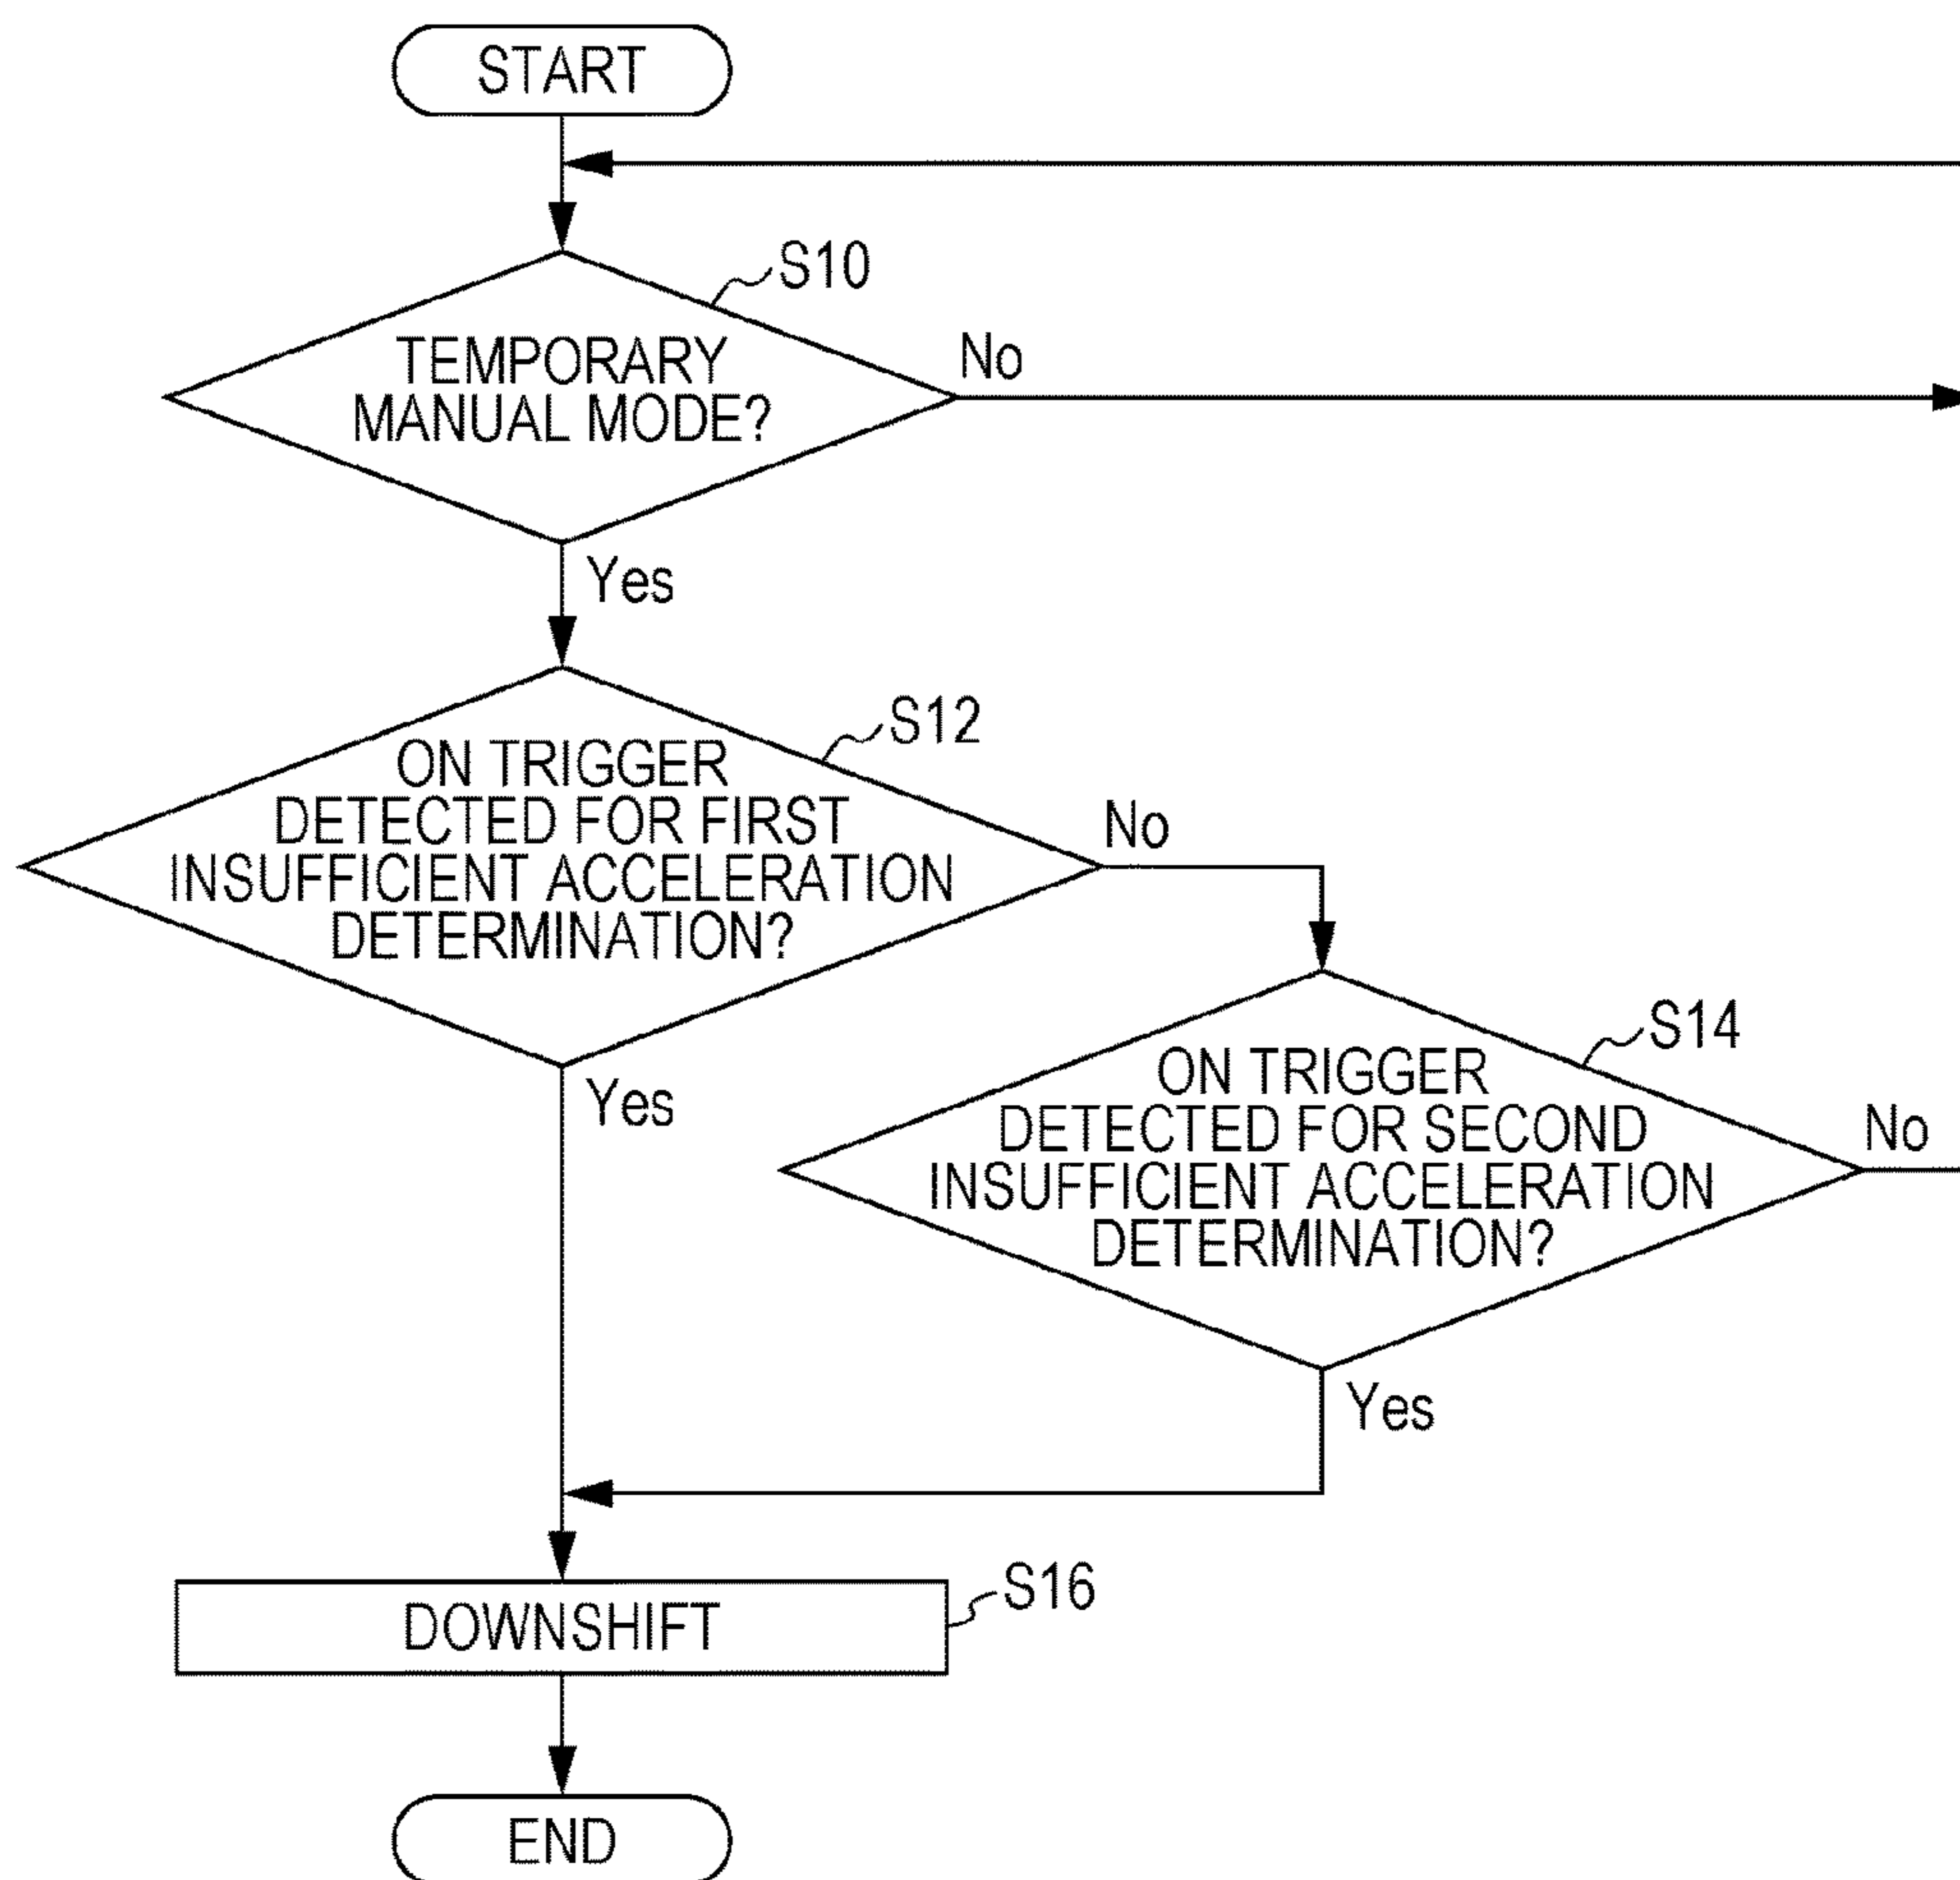 START
S10
TEMPORARY
MANUAL MODE?
No
Yes
S12
ON TRIGGER
DETECTED FOR FIRST
INSUFFICIENT ACCELERATION
DETERMINATION?
No
Yes
S14
ON TRIGGER
DETECTED FOR SECOND
INSUFFICIENT ACCELERATION
DETERMINATION?
No
Yes
S16
DOWNSHIFT
END